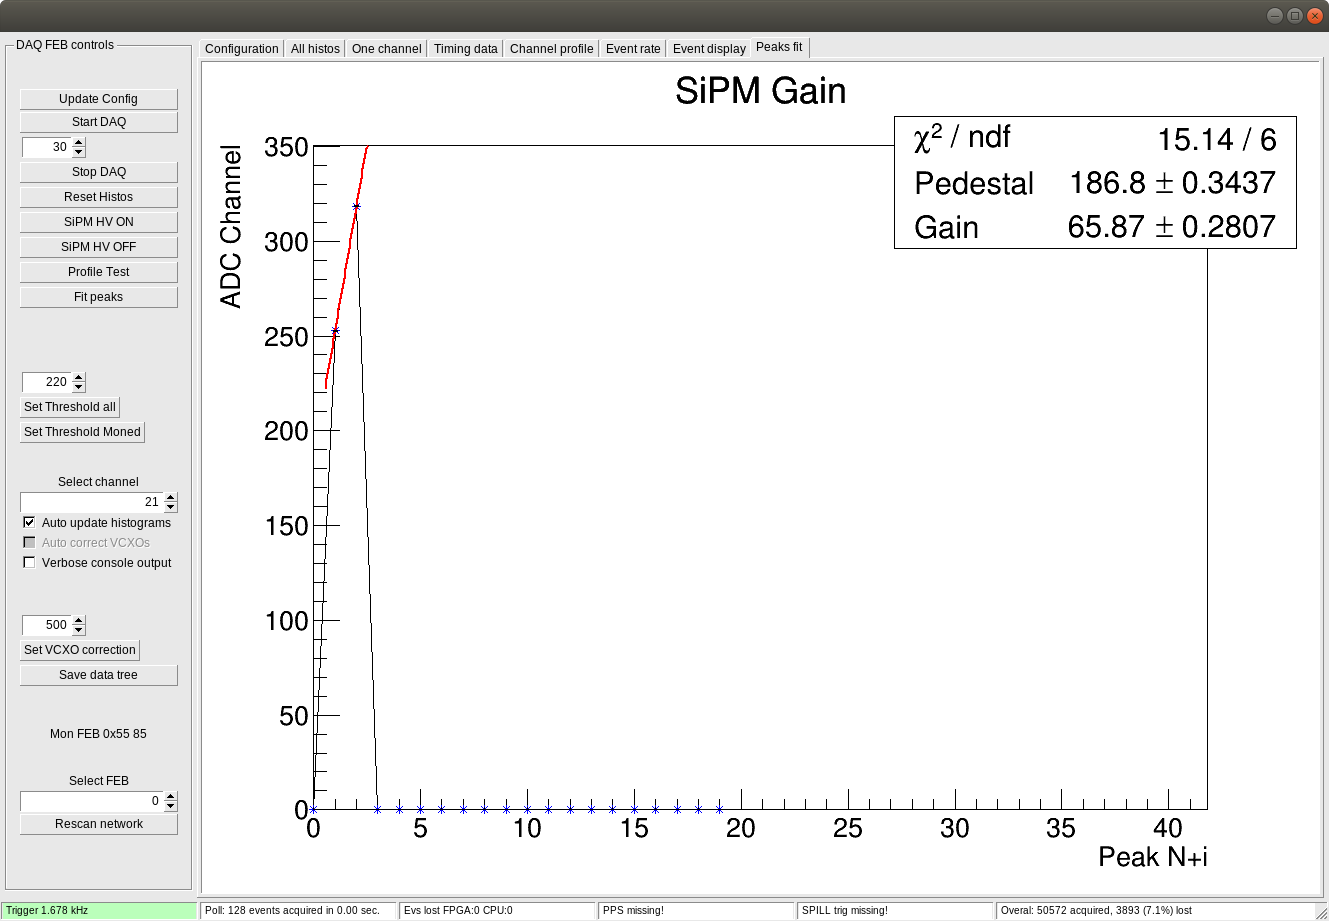 DAQ FEB controls
Update Config
Start DAQ
30
Stop DAQ
Reset Histos
SiPM HV ON
SiPM HV OFF
Profile Test
Fit peaks
220
Set Threshold all
Set Threshold Moned
Select channel
21
Auto update histograms
Auto correct VCXOs
Verbose console output
500
Set VCXO correction
Save data tree
Mon FEB 0x55 85
Select FEB
0
Rescan network
Configuration All histos One channel Timing data Channel profile Event rate Event display Peaks fit
SiPM Gain
χ² / ndf 15.14 / 6
Pedestal 186.8 ± 0.3437
Gain 65.87 ± 0.2807
ADC Channel
350
300
250
200
150
100
50
0
0 5 10 15 20 25 30 35 40
Peak N+i
Trigger 1.678 kHz Poll: 128 events acquired in 0.00 sec. Evs lost FPGA:0 CPU:0 PPS missing! SPILL trig missing! Overal: 50572 acquired, 3893 (7.1%) lost